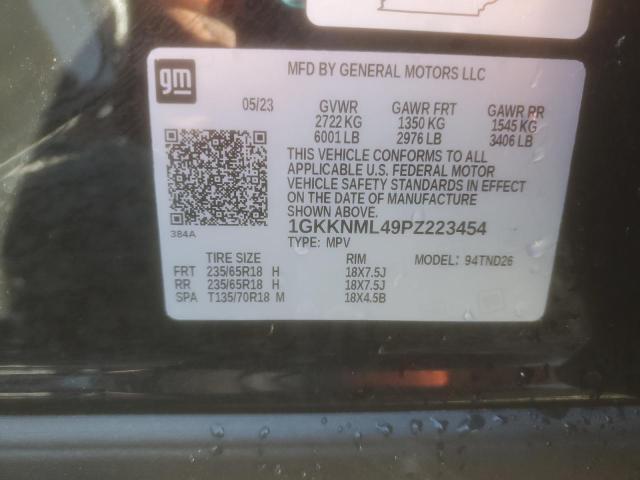 gm
MFD BY GENERAL MOTORS LLC
05/23 GVWR GAWR FRT GAWR RR
2722 KG 1350 KG 1545 KG
6001 LB 2976 LB 3406 LB
THIS VEHICLE CONFORMS TO ALL
APPLICABLE U.S. FEDERAL MOTOR
VEHICLE SAFETY STANDARDS IN EFFECT
ON THE DATE OF MANUFACTURE
SHOWN ABOVE.
384A
1GKKNML49PZ223454
TYPE: MPV MODEL: 94TND26
TIRE SIZE RIM
FRT 235/65R18 H 18X7.5J
RR 235/65R18 H 18X7.5J
SPA T135/70R18 M 18X4.5B